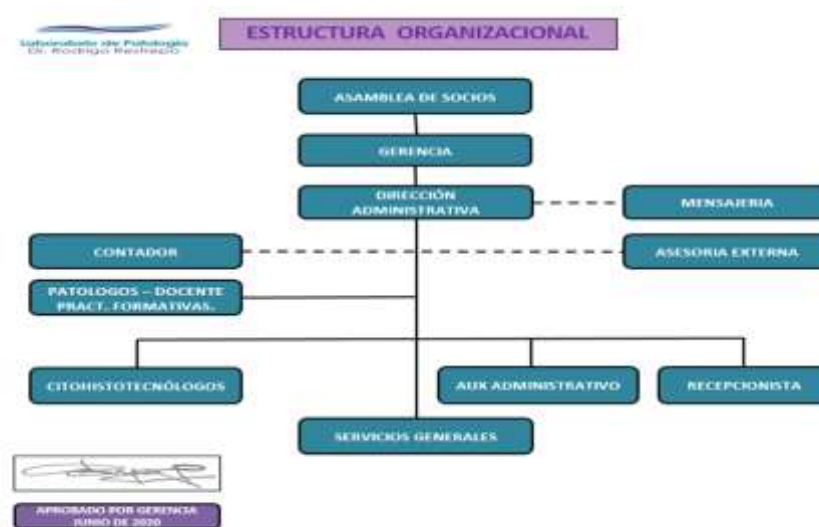 ESTRUCTURA ORGANIZACIONAL
Laboratorio de Patología
Dr. Rodrigo Restrepo
ASAMBLEA DE SOCIOS
GERENCIA
DIRECCIÓN
ADMINISTRATIVA
MENSAJERIA
CONTADOR
ASESORIA EXTERNA
PATOLOGOS – DOCENTE
PRACT. FORMATIVAS.
CITOHISTOTECNÓLOGOS
AUX ADMINISTRATIVO
RECEPCIONISTA
SERVICIOS GENERALES
APROBADO POR GERENCIA
JUNIO DE 2020